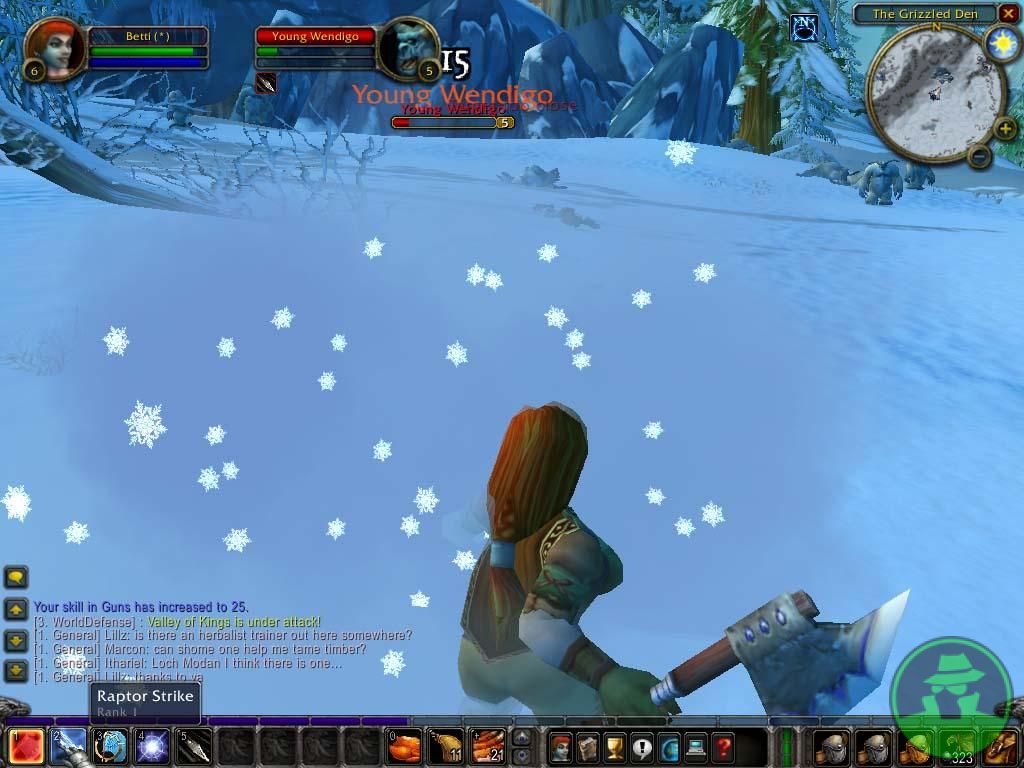 Betti (*)
6
Young Wendigo
5
15
Young Wendigo
Young Wendigo
5
The Grizzled Den
N
Your skill in Guns has increased to 25.
[3. WorldDefense] : Valley of Kings is under attack!
[1. General] Lillz: is there an herbalist trainer out here somewhere?
[1. General] Marcon: can shome one help me tame timber?
[1. General] Ithariel: Loch Modan I think there is one...
[1. General] Lillz: thanks to ya
Raptor Strike
Rank 1
1 2 3 4 5 0 11 21 323